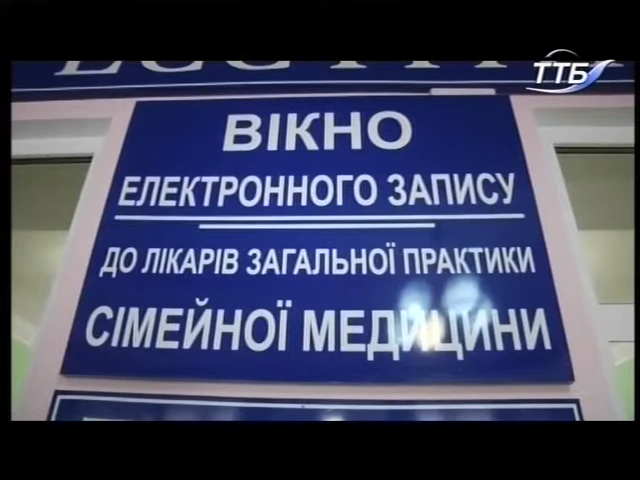 ТТБ
ВІКНО
ЕЛЕКТРОННОГО ЗАПИСУ
ДО ЛІКАРІВ ЗАГАЛЬНОЇ ПРАКТИКИ
СІМЕЙНОЇ МЕДИЦИНИ